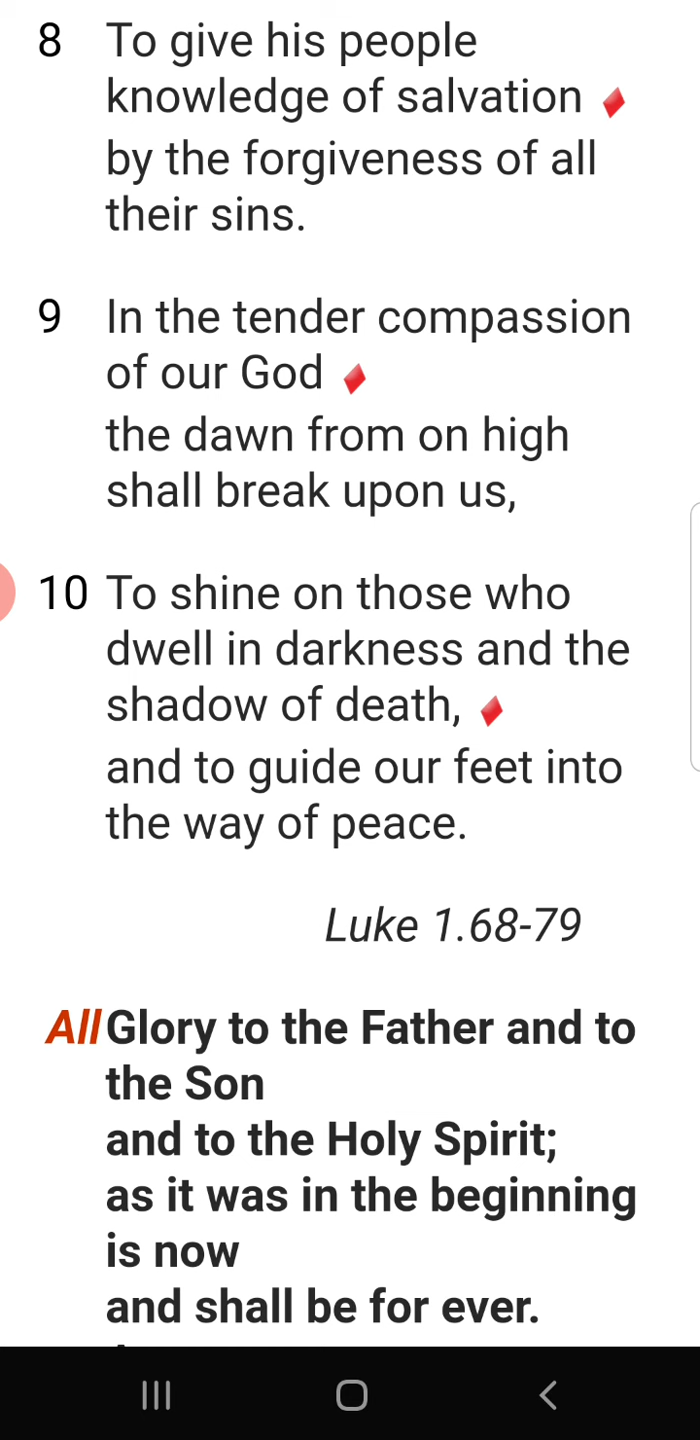 8 To give his people
knowledge of salvation ♦
by the forgiveness of all
their sins.
9 In the tender compassion
of our God ♦
the dawn from on high
shall break upon us,
10 To shine on those who
dwell in darkness and the
shadow of death, ♦
and to guide our feet into
the way of peace.
Luke 1.68-79
All Glory to the Father and to
the Son
and to the Holy Spirit;
as it was in the beginning
is now
and shall be for ever.